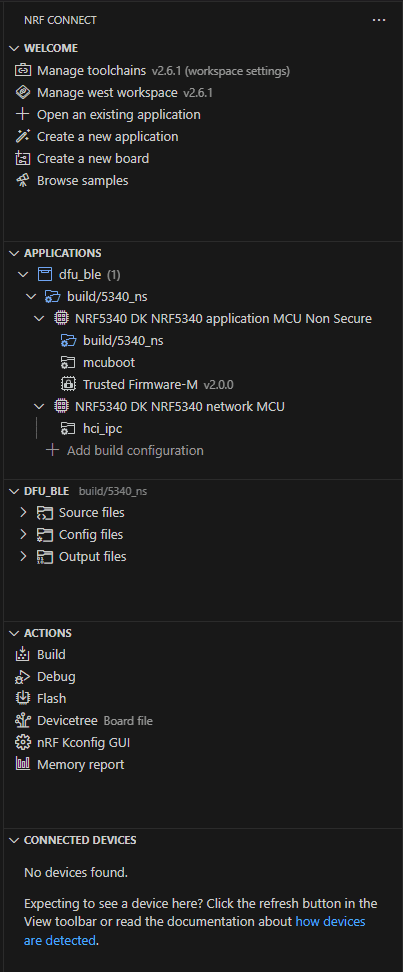 NRF CONNECT
WELCOME
Manage toolchains v2.6.1 (workspace settings)
Manage west workspace v2.6.1
Open an existing application
Create a new application
Create a new board
Browse samples
APPLICATIONS
dfu_ble (1)
build/5340_ns
NRF5340 DK NRF5340 application MCU Non Secure
build/5340_ns
mcuboot
Trusted Firmware-M v2.0.0
NRF5340 DK NRF5340 network MCU
hci_ipc
Add build configuration
DFU_BLE build/5340_ns
Source files
Config files
Output files
ACTIONS
Build
Debug
Flash
Devicetree Board file
nRF Kconfig GUI
Memory report
CONNECTED DEVICES
No devices found.
Expecting to see a device here? Click the refresh button in the
View toolbar or read the documentation about how devices
are detected.